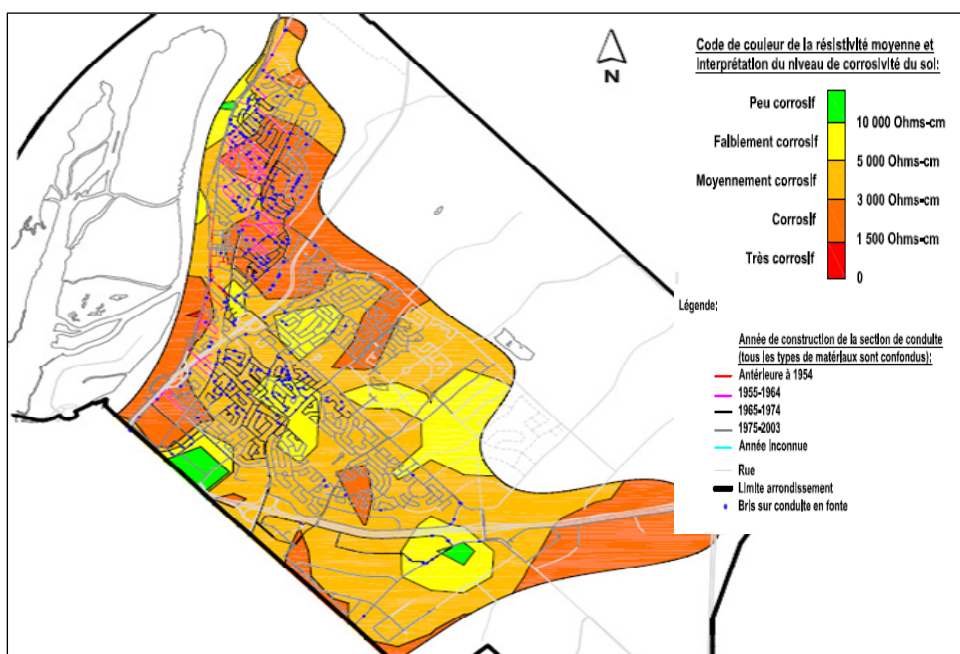 N
Code de couleur de la résistivité moyenne et
Interprétation du niveau de corrosivité du sol:
Peu corrosif
10 000 Ohms-cm
Faiblement corrosif
5 000 Ohms-cm
Moyennement corrosif
3 000 Ohms-cm
Corrosif
1 500 Ohms-cm
Très corrosif
0
Légende:
Année de construction de la section de conduite
(tous les types de matériaux sont confondus):
Antérieure à 1954
1955-1964
1965-1974
1975-2003
Année Inconnue
Rue
Limite arrondissement
Bris sur conduite en fonte